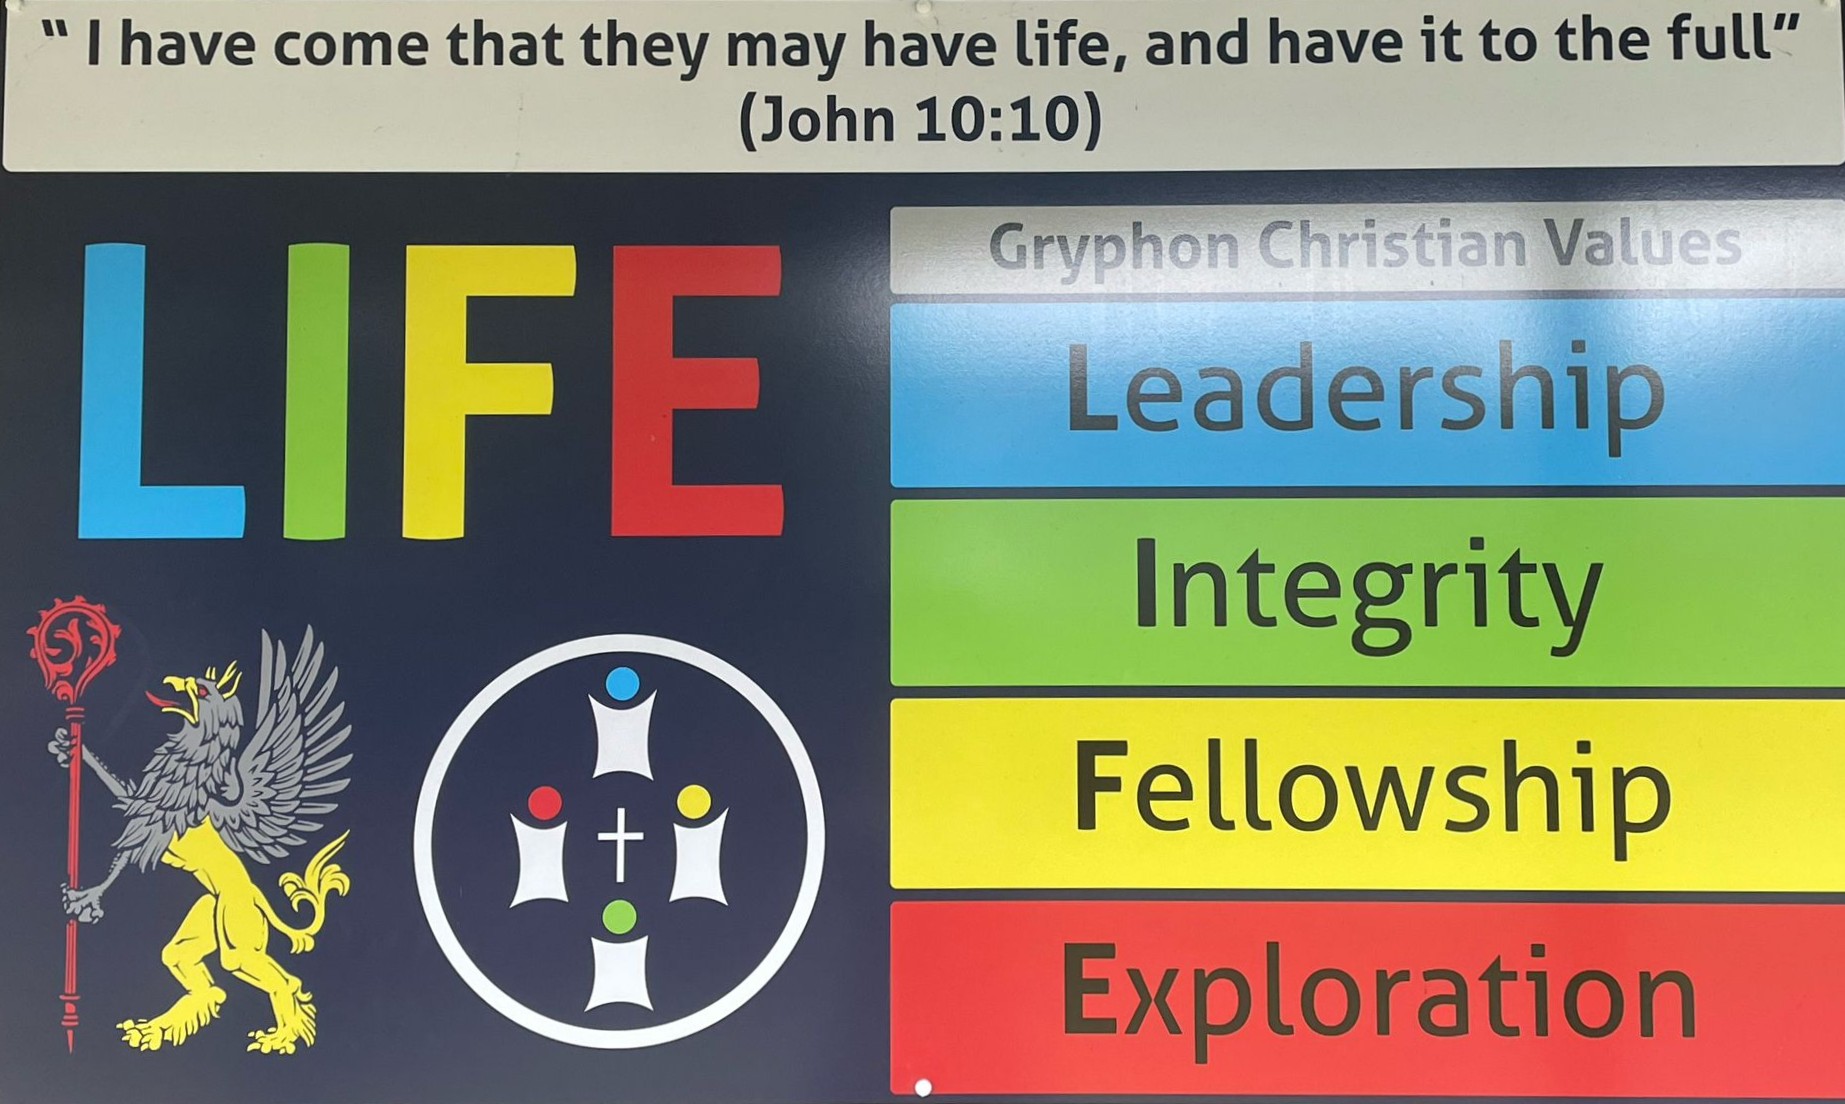 “ I have come that they may have life, and have it to the full”
(John 10:10)
LIFE
Gryphon Christian Values
Leadership
Integrity
Fellowship
Exploration